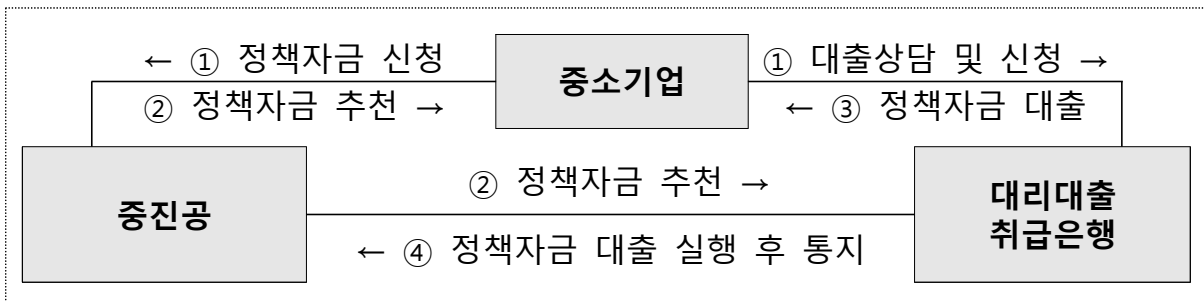 ← ① 정책자금 신청
② 정책자금 추천 →
중소기업
① 대출상담 및 신청 →
← ③ 정책자금 대출
중진공
② 정책자금 추천 →
← ④ 정책자금 대출 실행 후 통지
대리대출
취급은행